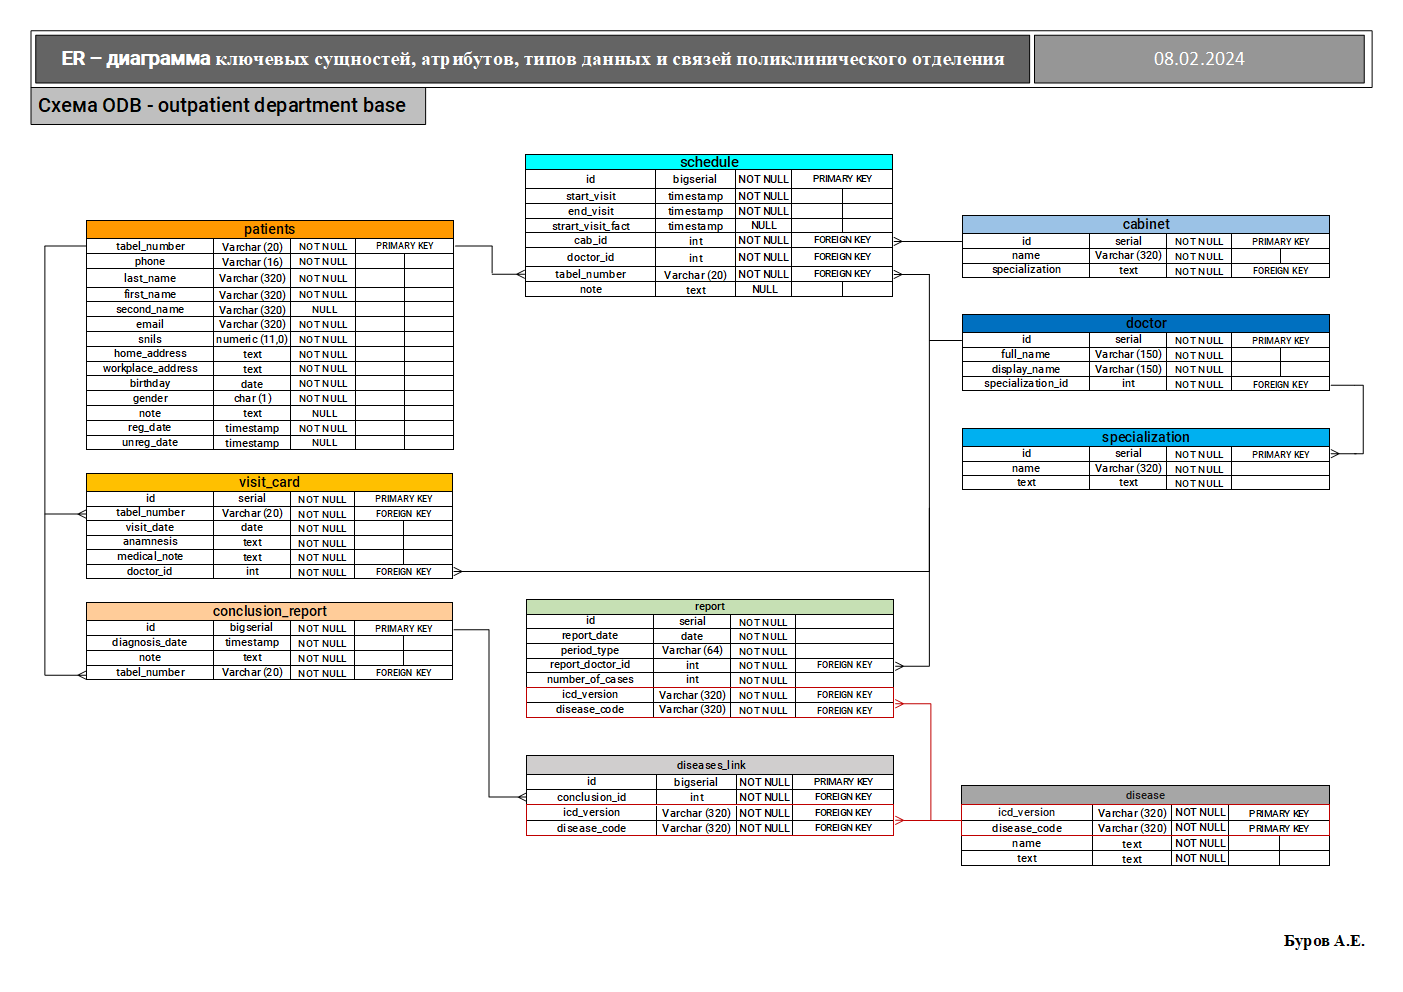 ER – диаграмма ключевых сущностей, атрибутов, типов данных и связей поликлинического отделения
08.02.2024
Схема ODB - outpatient department base
schedule
id bigserial NOT NULL PRIMARY KEY
start_visit timestamp NOT NULL
end_visit timestamp NOT NULL
strart_visit_fact timestamp NULL
cab_id int NOT NULL FOREIGN KEY
doctor_id int NOT NULL FOREIGN KEY
tabel_number Varchar (20) NOT NULL FOREIGN KEY
note text NULL
patients
tabel_number Varchar (20) NOT NULL PRIMARY KEY
phone Varchar (16) NOT NULL
last_name Varchar (320) NOT NULL
first_name Varchar (320) NOT NULL
second_name Varchar (320) NULL
email Varchar (320) NOT NULL
snils numeric (11,0) NOT NULL
home_address text NOT NULL
workplace_address text NOT NULL
birthday date NOT NULL
gender char (1) NOT NULL
note text NULL
reg_date timestamp NOT NULL
unreg_date timestamp NULL
cabinet
id serial NOT NULL PRIMARY KEY
name Varchar (320) NOT NULL
specialization text NOT NULL FOREIGN KEY
doctor
id serial NOT NULL PRIMARY KEY
full_name Varchar (150) NOT NULL
display_name Varchar (150) NOT NULL
specialization_id int NOT NULL FOREIGN KEY
specialization
id serial NOT NULL PRIMARY KEY
name Varchar (320) NOT NULL
text text NOT NULL
visit_card
id serial NOT NULL PRIMARY KEY
tabel_number Varchar (20) NOT NULL FOREIGN KEY
visit_date date NOT NULL
anamnesis text NOT NULL
medical_note text NOT NULL
doctor_id int NOT NULL FOREIGN KEY
conclusion_report
id bigserial NOT NULL PRIMARY KEY
diagnosis_date timestamp NOT NULL
note text NOT NULL
tabel_number Varchar (20) NOT NULL FOREIGN KEY
report
id serial NOT NULL
report_date date NOT NULL
period_type Varchar (64) NOT NULL
report_doctor_id int NOT NULL FOREIGN KEY
number_of_cases int NOT NULL
icd_version Varchar (320) NOT NULL FOREIGN KEY
disease_code Varchar (320) NOT NULL FOREIGN KEY
diseases_link
id bigserial NOT NULL PRIMARY KEY
conclusion_id int NOT NULL FOREIGN KEY
icd_version Varchar (320) NOT NULL FOREIGN KEY
disease_code Varchar (320) NOT NULL FOREIGN KEY
disease
icd_version Varchar (320) NOT NULL PRIMARY KEY
disease_code Varchar (320) NOT NULL PRIMARY KEY
name text NOT NULL
text text NOT NULL
Буров А.Е.